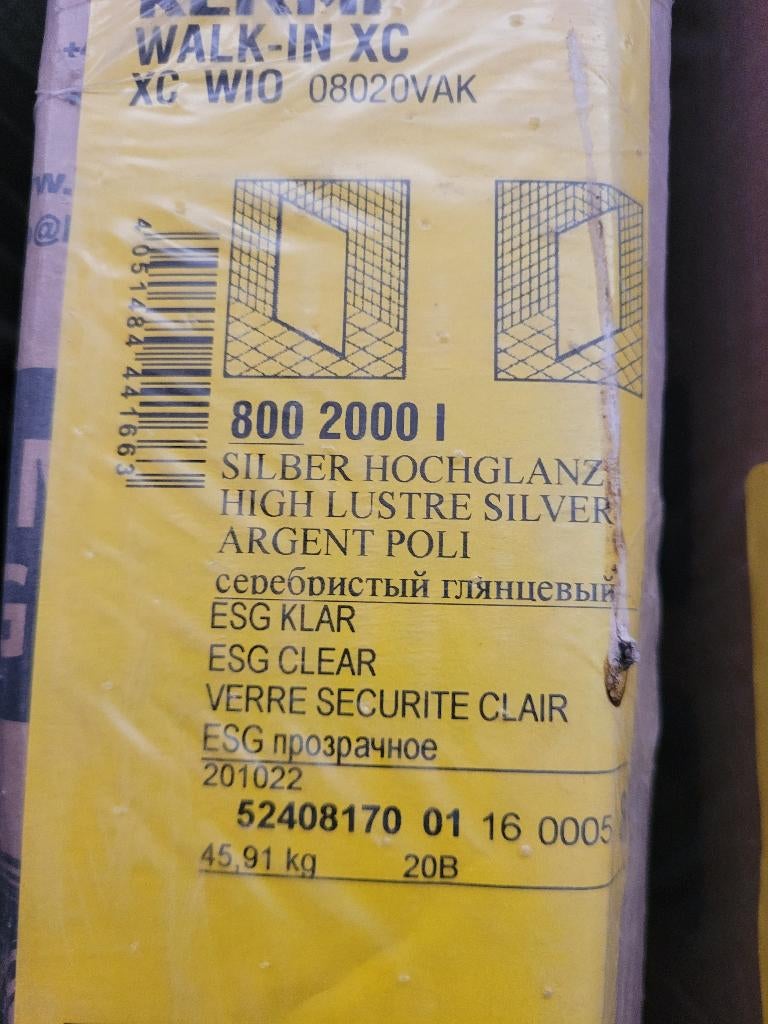 KERMI
WALK-IN XC
XC WIO 08020VAK
4051484441663
800 2000 I
SILBER HOCHGLANZ
HIGH LUSTRE SILVER
ARGENT POLI
серебристый глянцевый
ESG KLAR
ESG CLEAR
VERRE SECURITE CLAIR
ESG прозрачное
201022
52408170 01 16 0005
45,91 kg 20B